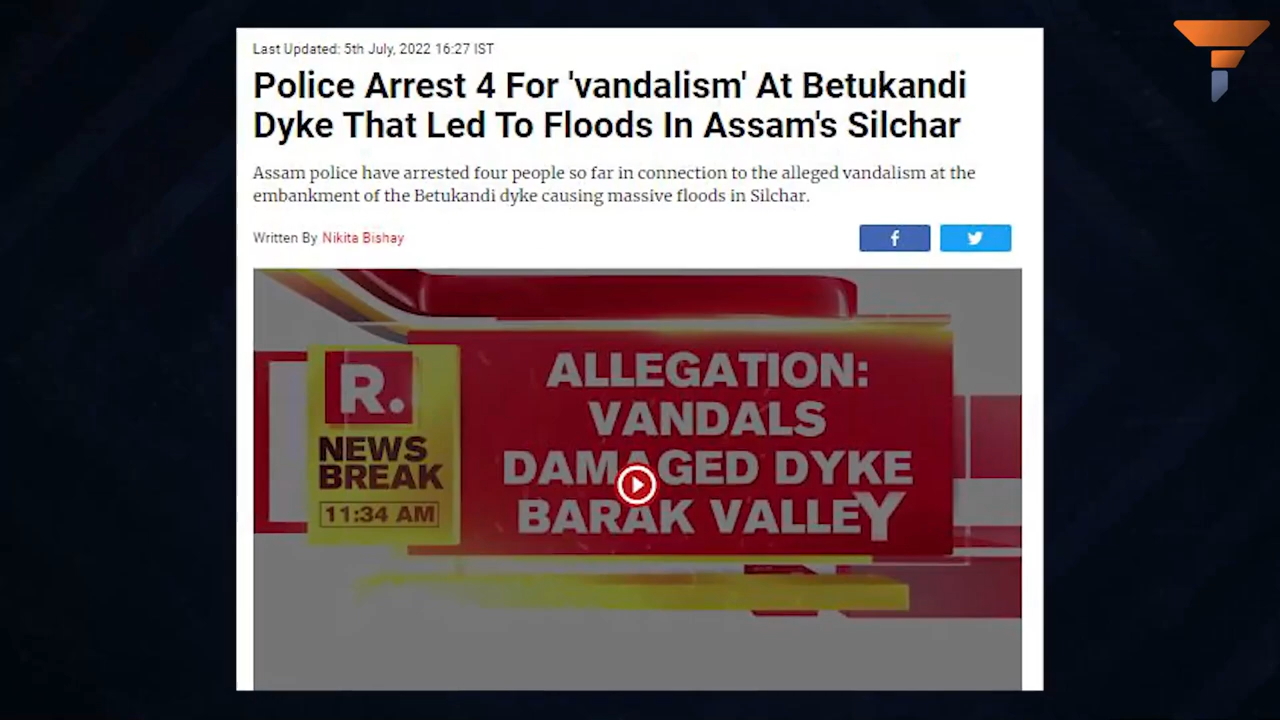 Last Updated: 5th July, 2022 16:27 IST
Police Arrest 4 For 'vandalism' At Betukandi
Dyke That Led To Floods In Assam's Silchar
Assam police have arrested four people so far in connection to the alleged vandalism at the
embankment of the Betukandi dyke causing massive floods in Silchar.
Written By Nikita Bishay
R.
NEWS
BREAK
11:34 AM
ALLEGATION:
VANDALS
DAMAGED DYKE
BARAK VALLEY